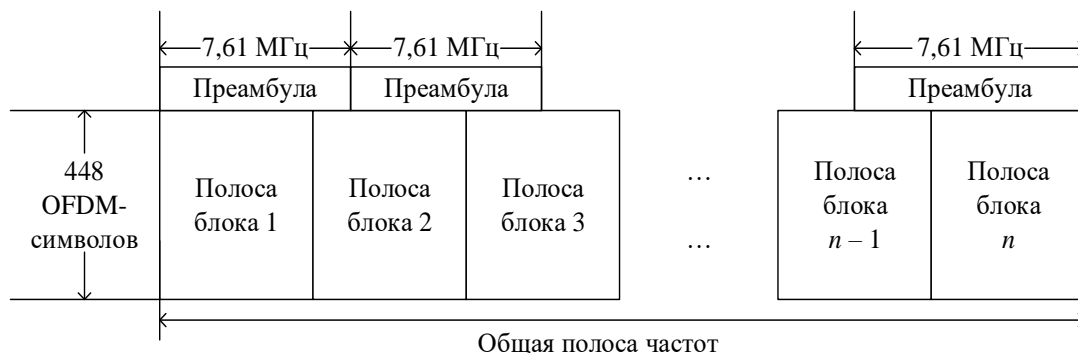 7,61 МГц 7,61 МГц 7,61 МГц
Преамбула Преамбула Преамбула
448
OFDM-
символов
Полоса
блока 1
Полоса
блока 2
Полоса
блока 3
…
…
Полоса
блока
n – 1
Полоса
блока
n
Общая полоса частот